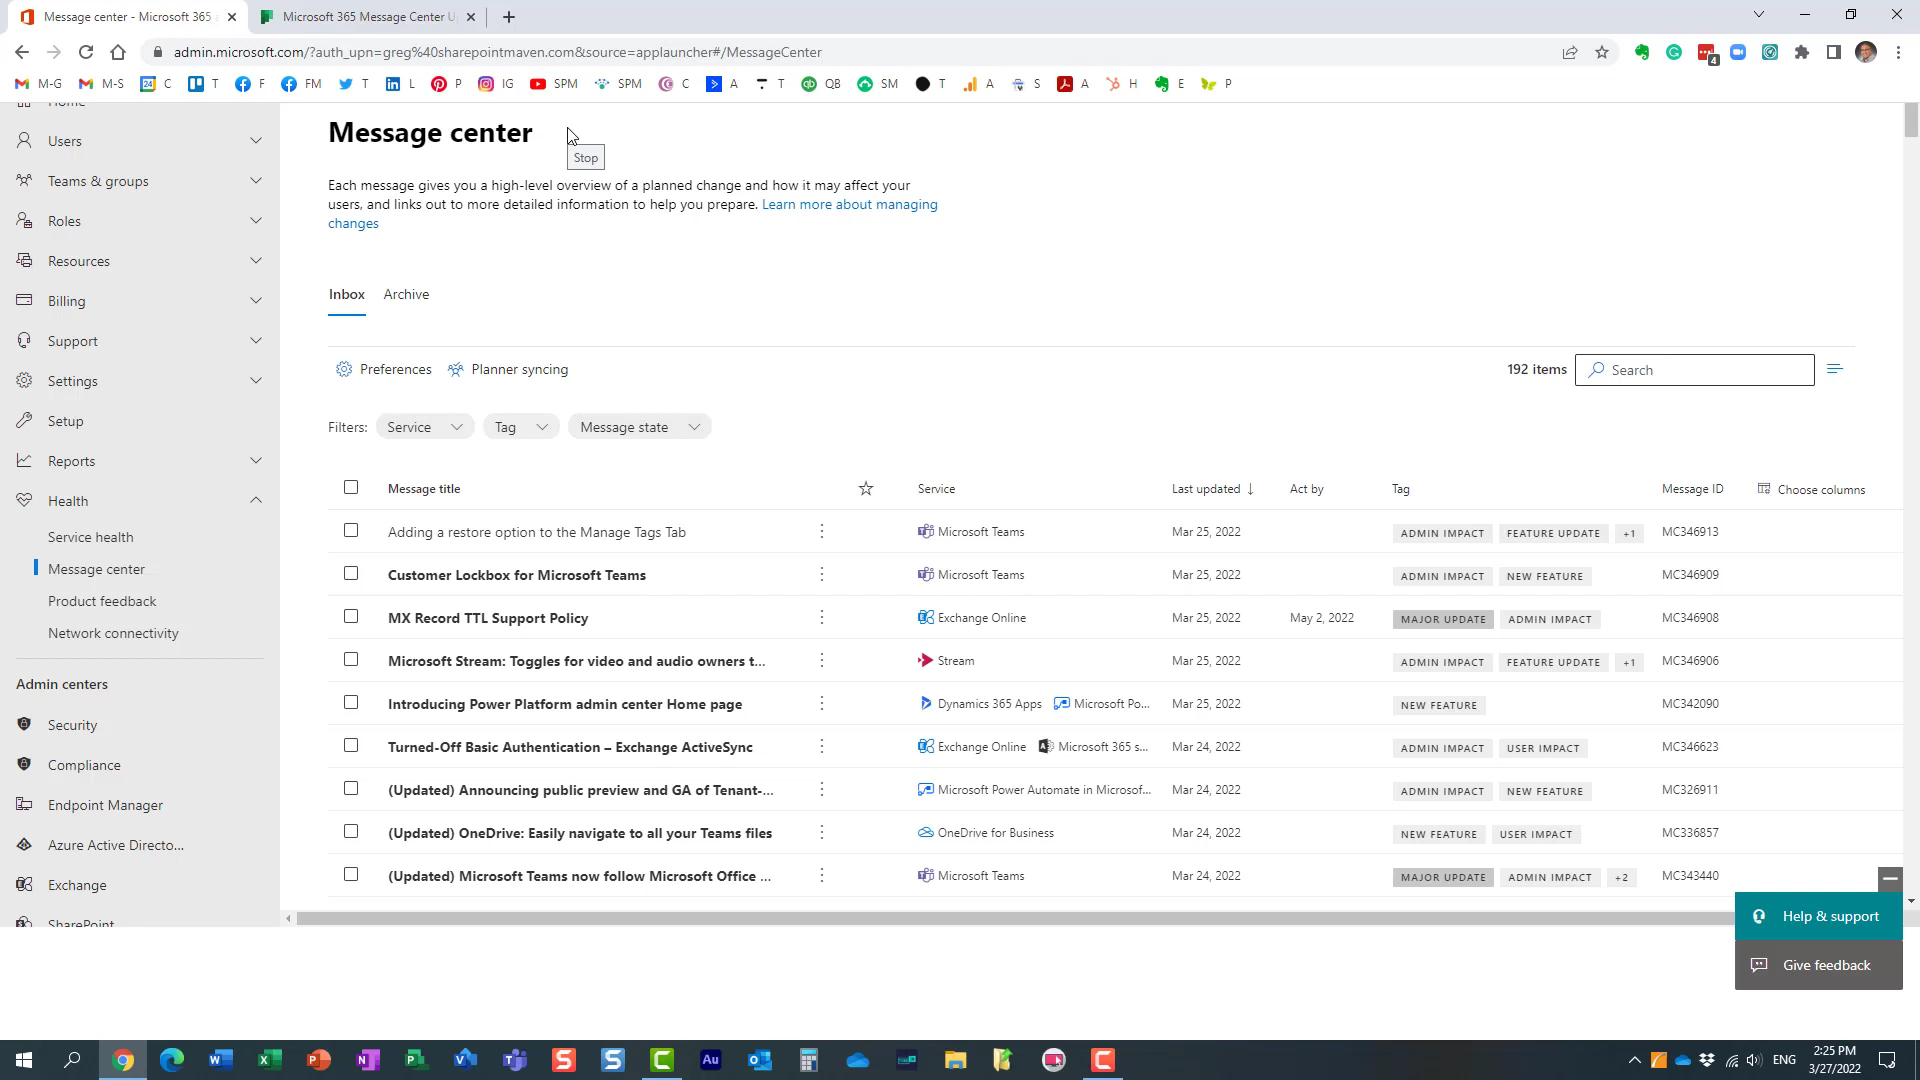 Message center - Microsoft 365 a
Microsoft 365 Message Center U
admin.microsoft.com/?auth_upn=greg%40sharepointmaven.com&source=applauncher#/MessageCenter
4
M-G M-S 24 C T F FM T L P IG SPM SPM C A T QB SM T A S A H E P
Home
Users
Teams & groups
Roles
Resources
Billing
Support
Settings
Setup
Reports
Health
Service health
Message center
Product feedback
Network connectivity
Admin centers
Security
Compliance
Endpoint Manager
Azure Active Directo...
Exchange
SharePoint
Message center
Stop
Each message gives you a high-level overview of a planned change and how it may affect your
users, and links out to more detailed information to help you prepare. Learn more about managing
changes
Inbox Archive
Preferences Planner syncing 192 items Search
Filters: Service Tag Message state
Message title Service Last updated ↓ Act by Tag Message ID Choose columns
Adding a restore option to the Manage Tags Tab Microsoft Teams Mar 25, 2022 ADMIN IMPACT FEATURE UPDATE +1 MC346913
Customer Lockbox for Microsoft Teams Microsoft Teams Mar 25, 2022 ADMIN IMPACT NEW FEATURE MC346909
MX Record TTL Support Policy Exchange Online Mar 25, 2022 May 2, 2022 MAJOR UPDATE ADMIN IMPACT MC346908
Microsoft Stream: Toggles for video and audio owners t... Stream Mar 25, 2022 ADMIN IMPACT FEATURE UPDATE +1 MC346906
Introducing Power Platform admin center Home page Dynamics 365 Apps Microsoft Po... Mar 25, 2022 NEW FEATURE MC342090
Turned-Off Basic Authentication – Exchange ActiveSync Exchange Online Microsoft 365 s... Mar 24, 2022 ADMIN IMPACT USER IMPACT MC346623
(Updated) Announcing public preview and GA of Tenant-... Microsoft Power Automate in Microsof... Mar 24, 2022 ADMIN IMPACT NEW FEATURE MC326911
(Updated) OneDrive: Easily navigate to all your Teams files OneDrive for Business Mar 24, 2022 NEW FEATURE USER IMPACT MC336857
(Updated) Microsoft Teams now follow Microsoft Office ... Microsoft Teams Mar 24, 2022 MAJOR UPDATE ADMIN IMPACT +2 MC343440
Help & support
Give feedback
Au
ENG
2:25 PM
3/27/2022